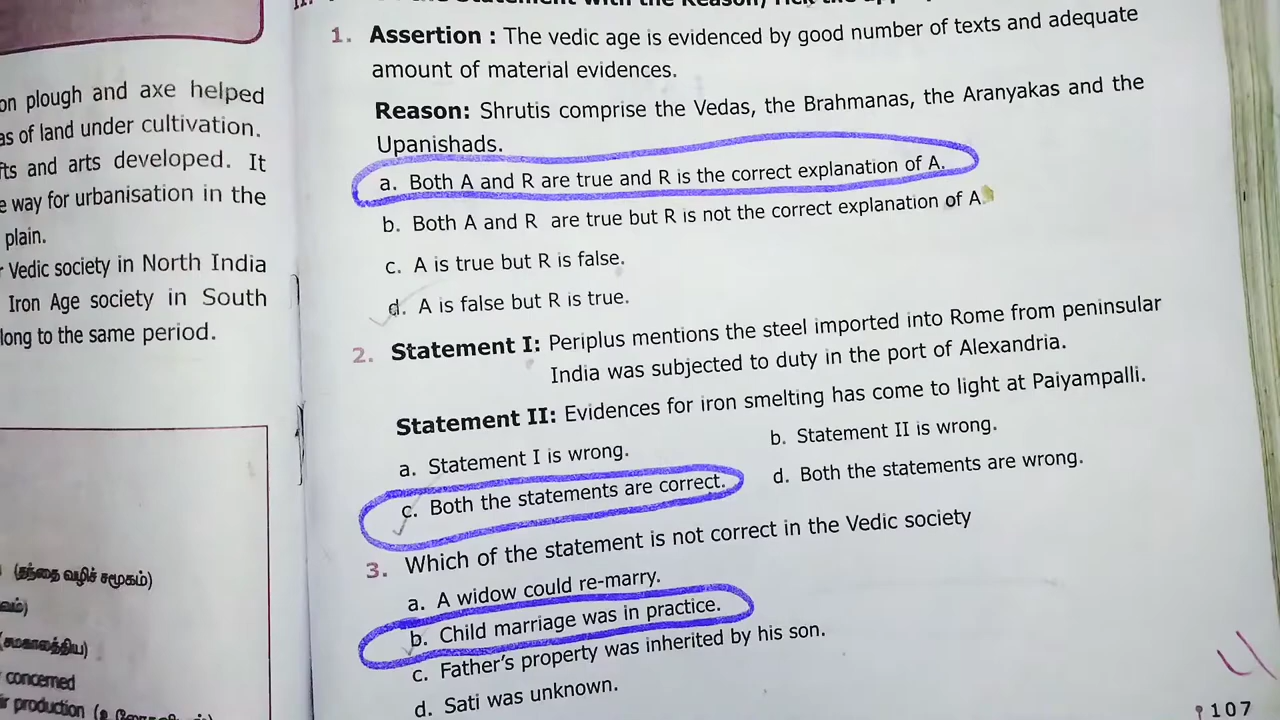 on plough and axe helped
as of land under cultivation.
fts and arts developed. It
e way for urbanisation in the
plain.
Vedic society in North India
Iron Age society in South
long to the same period.
(தந்தை வழிச் சமூகம்)
(சமகாலத்திய)
concerned
ir production
1. Assertion : The vedic age is evidenced by good number of texts and adequate
amount of material evidences.
Reason: Shrutis comprise the Vedas, the Brahmanas, the Aranyakas and the
Upanishads.
a. Both A and R are true and R is the correct explanation of A.
b. Both A and R are true but R is not the correct explanation of A.
c. A is true but R is false.
d. A is false but R is true.
2. Statement I: Periplus mentions the steel imported into Rome from peninsular
India was subjected to duty in the port of Alexandria.
Statement II: Evidences for iron smelting has come to light at Paiyampalli.
a. Statement I is wrong.
b. Statement II is wrong.
c. Both the statements are correct.
d. Both the statements are wrong.
3. Which of the statement is not correct in the Vedic society
a. A widow could re-marry.
b. Child marriage was in practice.
c. Father's property was inherited by his son.
d. Sati was unknown.
107